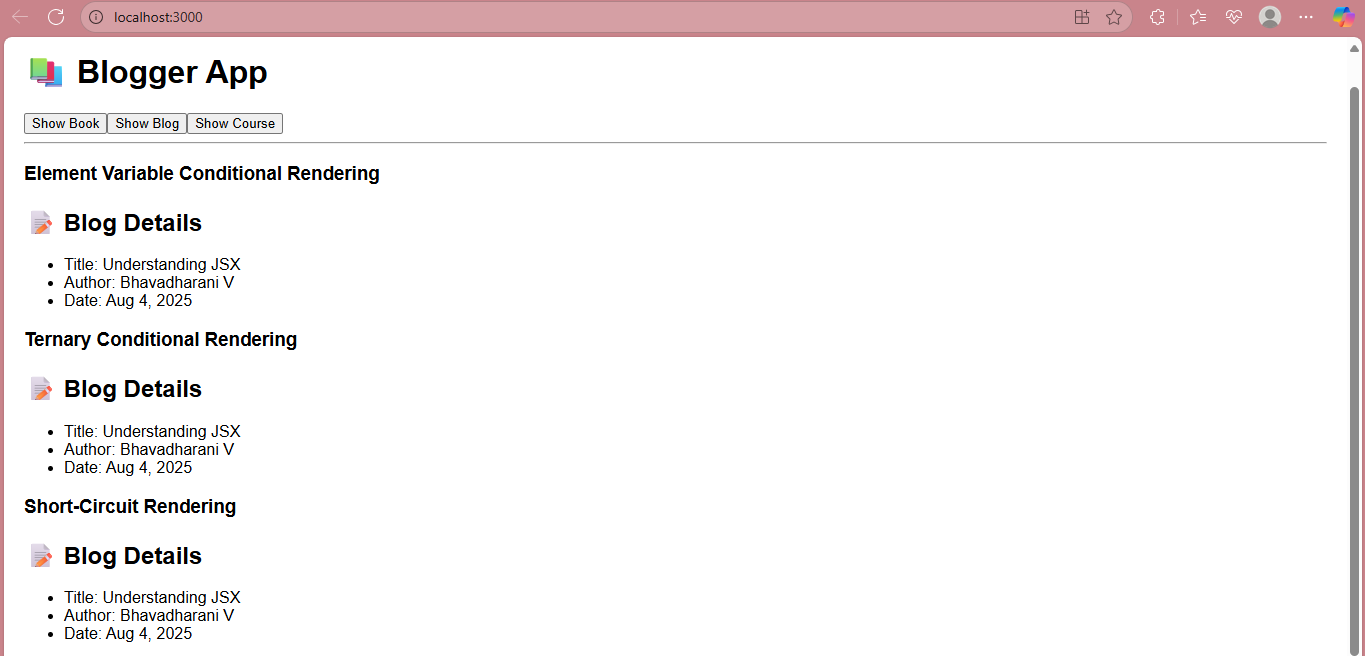 localhost:3000
Blogger App
Show Book Show Blog Show Course
Element Variable Conditional Rendering
Blog Details
Title: Understanding JSX
Author: Bhavadharani V
Date: Aug 4, 2025
Ternary Conditional Rendering
Blog Details
Title: Understanding JSX
Author: Bhavadharani V
Date: Aug 4, 2025
Short-Circuit Rendering
Blog Details
Title: Understanding JSX
Author: Bhavadharani V
Date: Aug 4, 2025